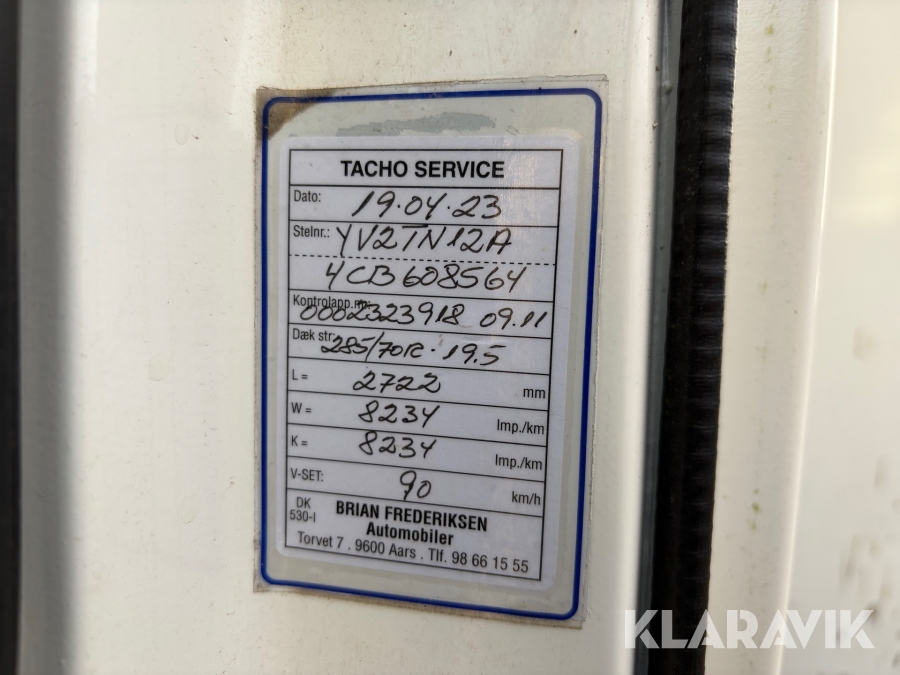 TACHO SERVICE
Dato: 19.04.23
Stelnr.: YV2TN12A
4CB608564
Kontrolapp.nr.: 0002323918 09.11
Dæk str: 285/70R.19.5
L = 2722 mm
W = 8234 Imp./km
K = 8234 Imp./km
V-SET: 90 km/h
DK
530-I
BRIAN FREDERIKSEN
Automobiler
Torvet 7 . 9600 Aars . Tlf. 98 66 15 55
KLARAVIK